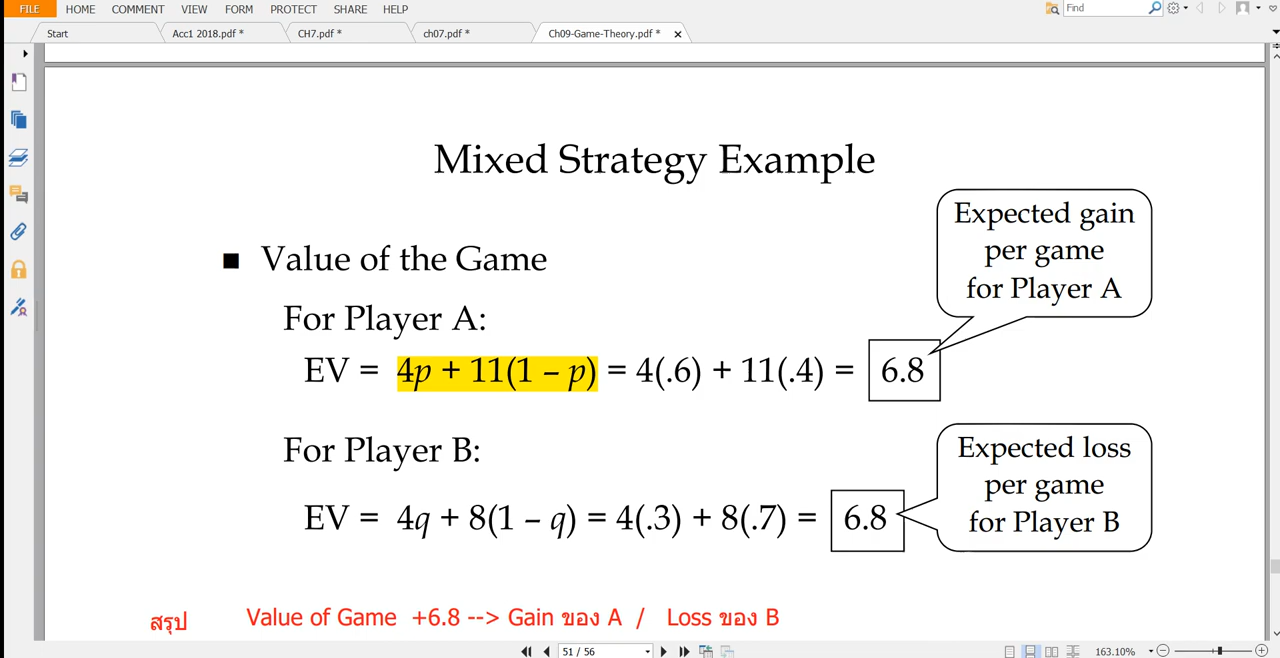 FILE HOME COMMENT VIEW FORM PROTECT SHARE HELP Find
Start Acc1 2018.pdf * CH7.pdf * ch07.pdf * Ch09-Game-Theory.pdf *
Mixed Strategy Example
Expected gain
per game
for Player A
■ Value of the Game
For Player A:
EV = 4p + 11(1 – p) = 4(.6) + 11(.4) = 6.8
For Player B:
EV = 4q + 8(1 – q) = 4(.3) + 8(.7) = 6.8
Expected loss
per game
for Player B
สรุป Value of Game +6.8 --> Gain ของ A / Loss ของ B
51 / 56 163.10%